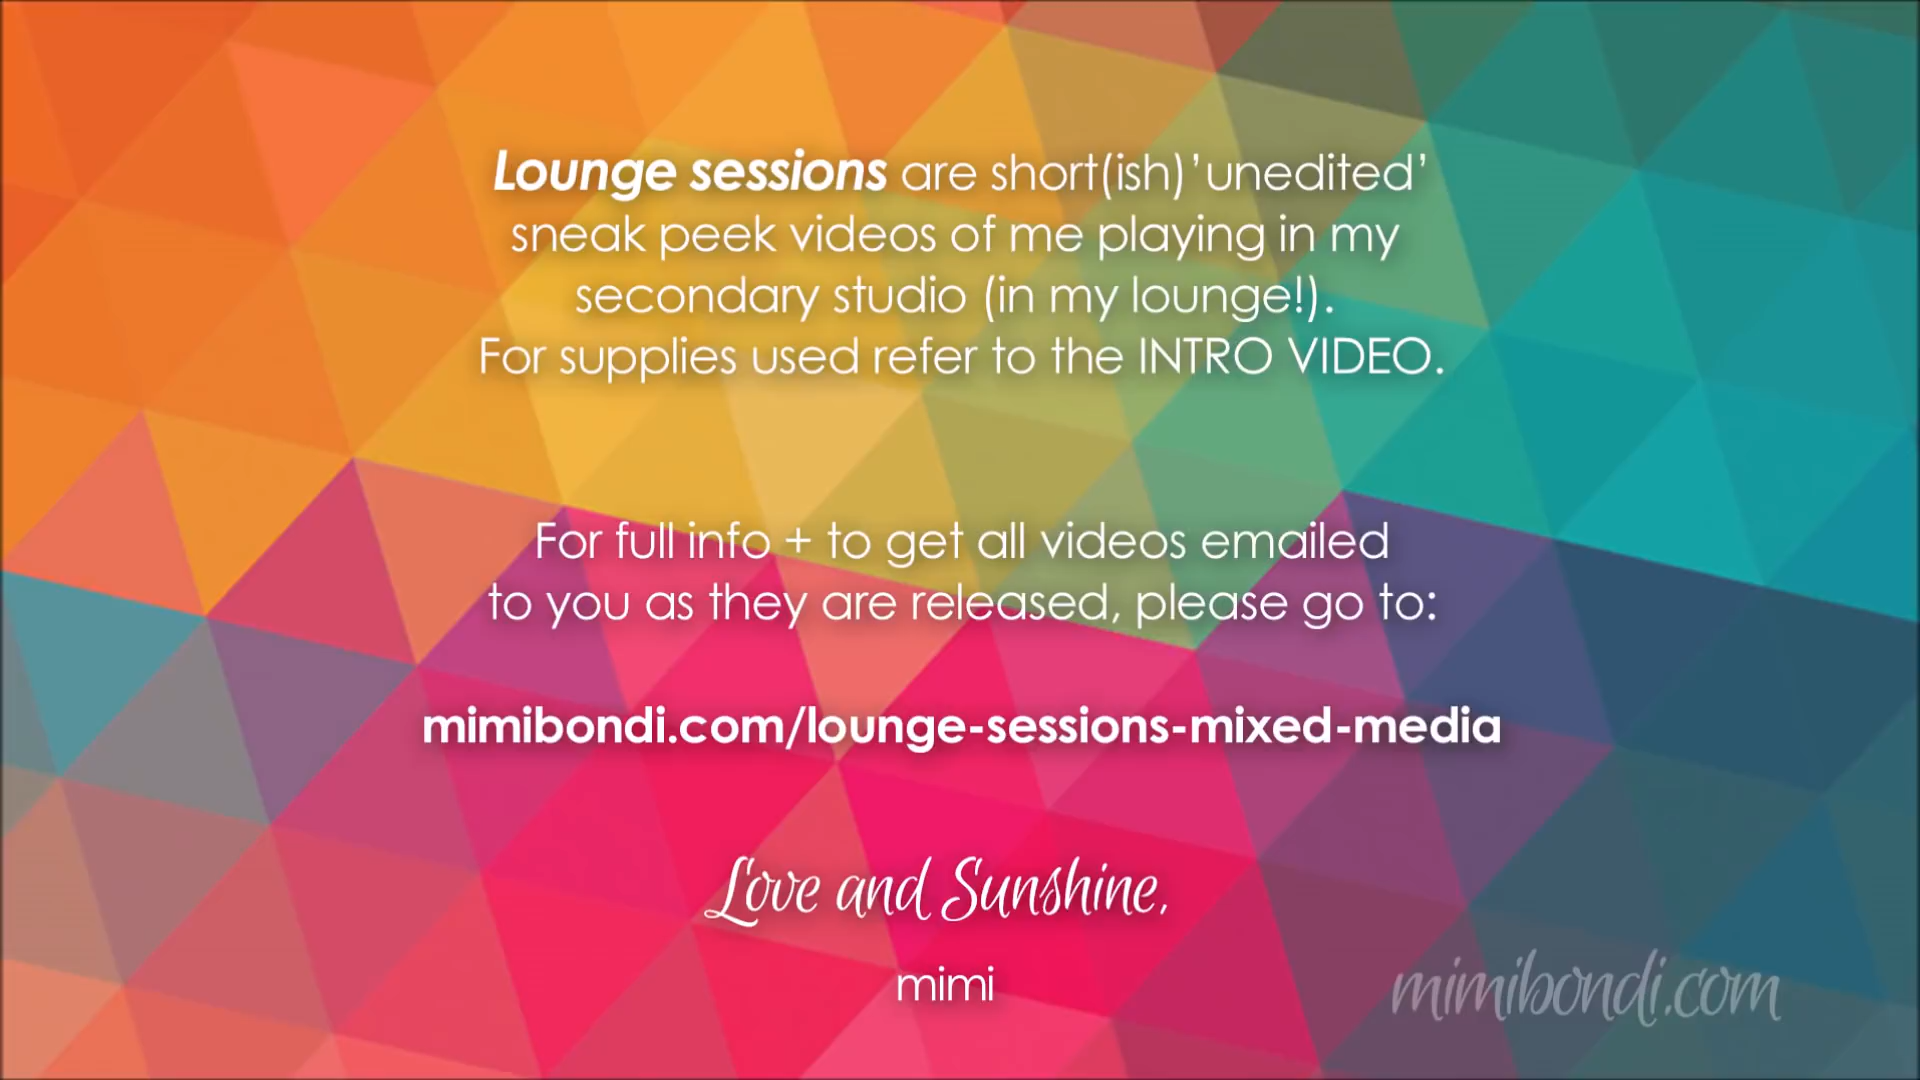 Lounge sessions are short(ish)’unedited’
sneak peek videos of me playing in my
secondary studio (in my lounge!).
For supplies used refer to the INTRO VIDEO.
For full info + to get all videos emailed
to you as they are released, please go to:
mimibondi.com/lounge-sessions-mixed-media
Love and Sunshine,
mimi
mimibondi.com